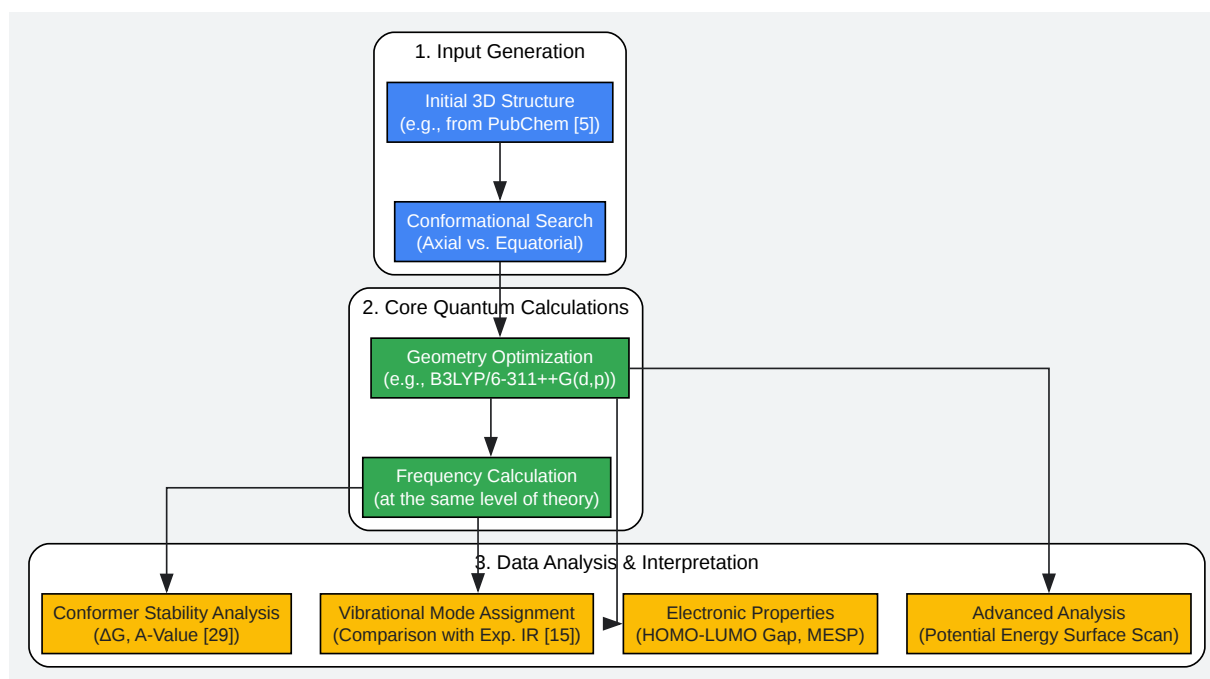 1. Input Generation
Initial 3D Structure
(e.g., from PubChem [5])
Conformational Search
(Axial vs. Equatorial)
2. Core Quantum Calculations
Geometry Optimization
(e.g., B3LYP/6-311++G(d,p))
Frequency Calculation
(at the same level of theory)
3. Data Analysis & Interpretation
Conformer Stability Analysis
(ΔG, A-Value [29])
Vibrational Mode Assignment
(Comparison with Exp. IR [15])
Electronic Properties
(HOMO-LUMO Gap, MESP)
Advanced Analysis
(Potential Energy Surface Scan)